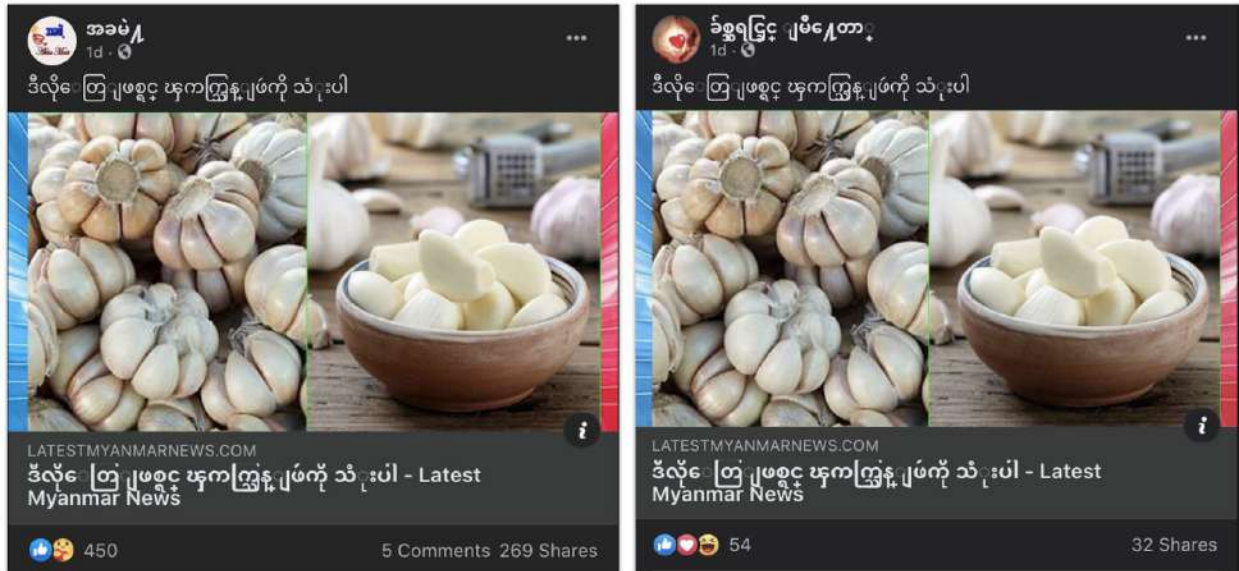 အခမဲ႔
1d
ဒီလိုေတြျဖစ္ရင္ ၾကက္သြန္ျဖဴကို သံုးပါ
LATESTMYANMARNEWS.COM
ဒီလိုေတြျဖစ္ရင္ ၾကက္သြန္ျဖဴကို သံုးပါ - Latest
Myanmar News
450
5 Comments 269 Shares
ျမိဳ႔ေတာ္
1d
ဒီလိုေတြျဖစ္ရင္ ၾကက္သြန္ျဖဴကို သံုးပါ
LATESTMYANMARNEWS.COM
ဒီလိုေတြျဖစ္ရင္ ၾကက္သြန္ျဖဴကို သံုးပါ - Latest
Myanmar News
54
32 Shares